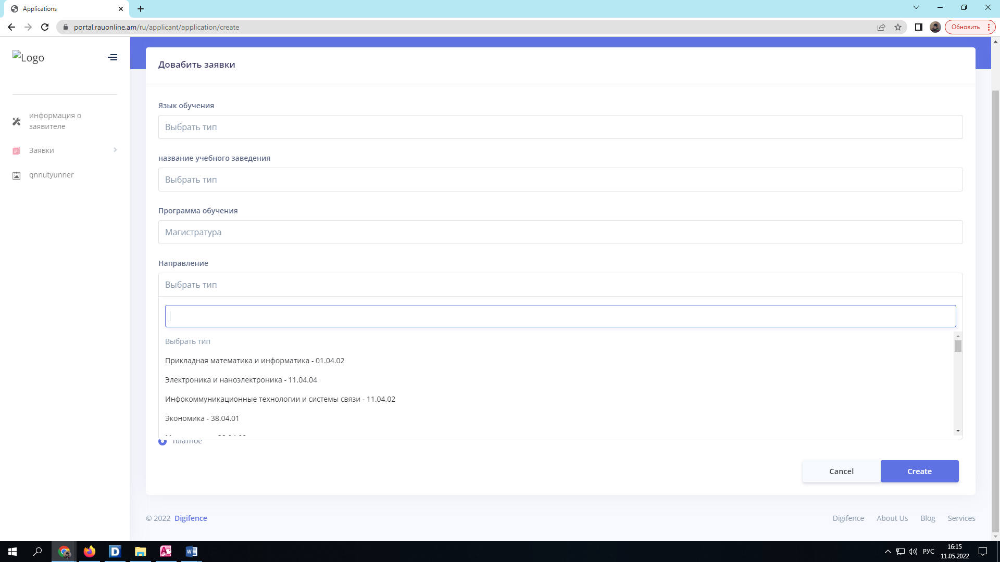 Applications
portal.rauonline.am/ru/applicant/application/create
Обновить
Logo
информация о
заявителе
Заявки
qnnutyunner
Довабить заявки
Язык обучения
Выбрать тип
название учебного заведения
Выбрать тип
Программа обучения
Магистратура
Направление
Выбрать тип
Выбрать тип
Прикладная математика и информатика - 01.04.02
Электроника и наноэлектроника - 11.04.04
Инфокоммуникационные технологии и системы связи - 11.04.02
Экономика - 38.04.01
платное
Cancel
Create
© 2022 Digifence
Digifence About Us Blog Services
РУС
16:15
11.05.2022